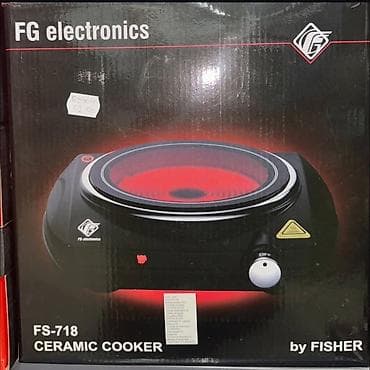 FG electronics
FG
FG-electronics
FS-718
CERAMIC COOKER
by FISHER